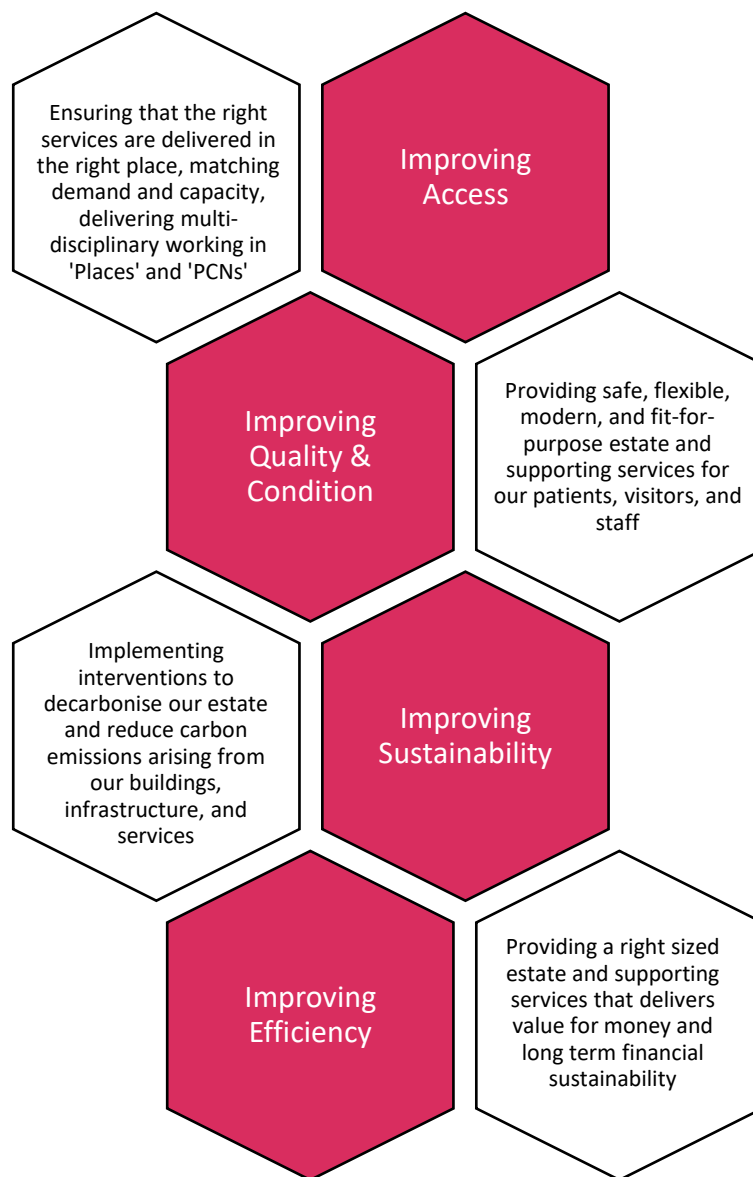 Ensuring that the right
services are delivered in
the right place, matching
demand and capacity,
delivering multi-
disciplinary working in
'Places' and 'PCNs'
Improving
Access
Improving
Quality &
Condition
Providing safe, flexible,
modern, and fit-for-
purpose estate and
supporting services for
our patients, visitors, and
staff
Implementing
interventions to
decarbonise our estate
and reduce carbon
emissions arising from
our buildings,
infrastructure, and
services
Improving
Sustainability
Improving
Efficiency
Providing a right sized
estate and supporting
services that delivers
value for money and
long term financial
sustainability